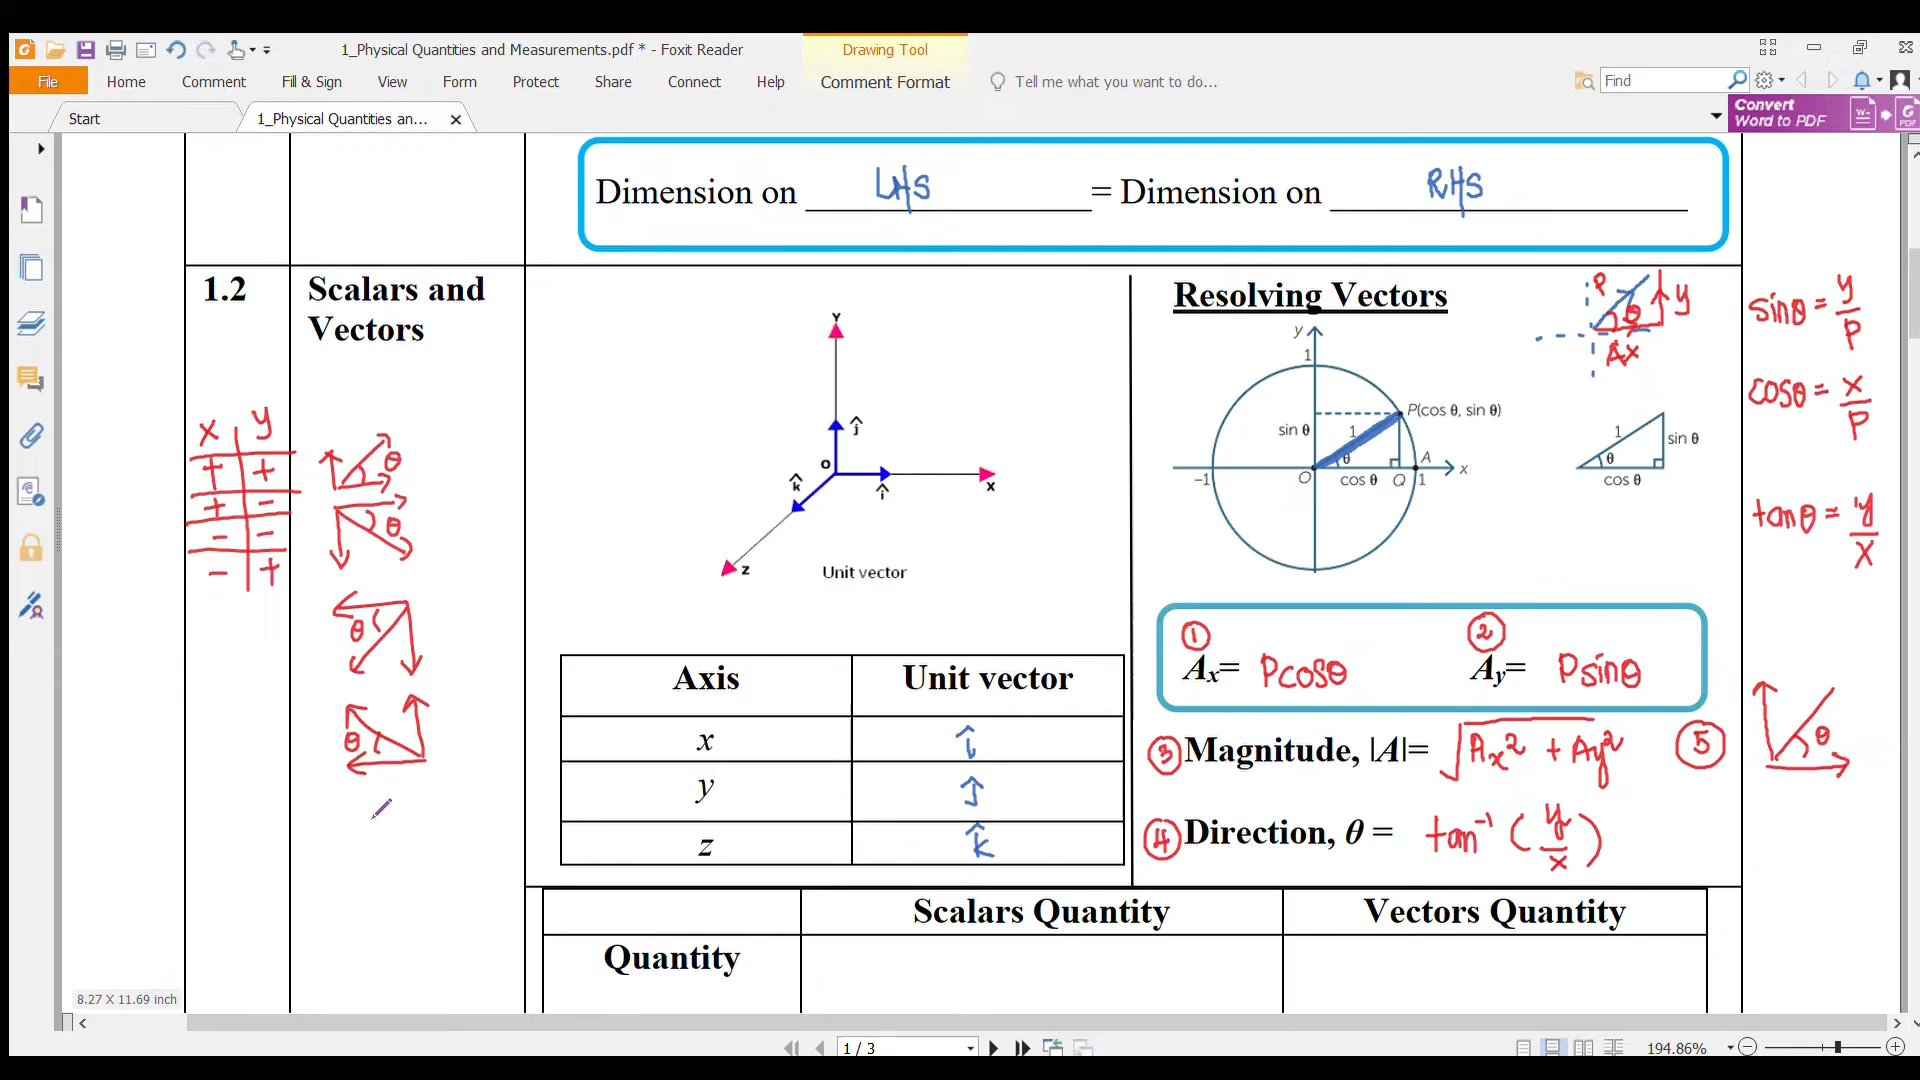 1_Physical Quantities and Measurements.pdf * - Foxit Reader
Drawing Tool
File Home Comment Fill & Sign View Form Protect Share Connect Help Comment Format Tell me what you want to do... Find
Start 1_Physical Quantities an...
Convert
Word to PDF
Dimension on LHS = Dimension on RHS
1.2 Scalars and
Vectors
x y
+ +
+ -
- -
- +
θ
θ
θ
θ
Y
ĵ
O
k̂
î
X
Z
Unit vector
Axis Unit vector
x î
y ĵ
z k̂
Resolving Vectors
P
θ
y
Ax
y
1
P(cos θ, sin θ)
sin θ
1
θ
A
x
-1
O
cos θ
Q
1
1
sin θ
θ
cos θ
sinθ = y/P
cosθ = x/P
tanθ = y/x
① ②
Ax= Pcosθ Ay= Psinθ
③ Magnitude, |A|= √Ax² + Ay² ⑤
θ
④ Direction, θ = tan⁻¹ (y/x)
Scalars Quantity Vectors Quantity
Quantity
8.27 X 11.69 inch
1 / 3
194.86%